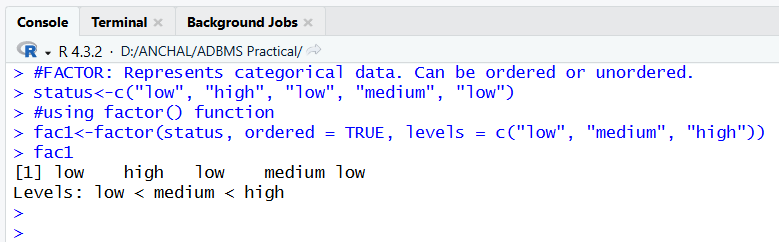 Console Terminal × Background Jobs ×
R R 4.3.2 · D:/ANCHAL/ADBMS Practical/
> #FACTOR: Represents categorical data. Can be ordered or unordered.
> status<-c("low", "high", "low", "medium", "low")
> #using factor() function
> fac1<-factor(status, ordered = TRUE, levels = c("low", "medium", "high"))
> fac1
[1] low    high   low    medium low
Levels: low < medium < high
>
>